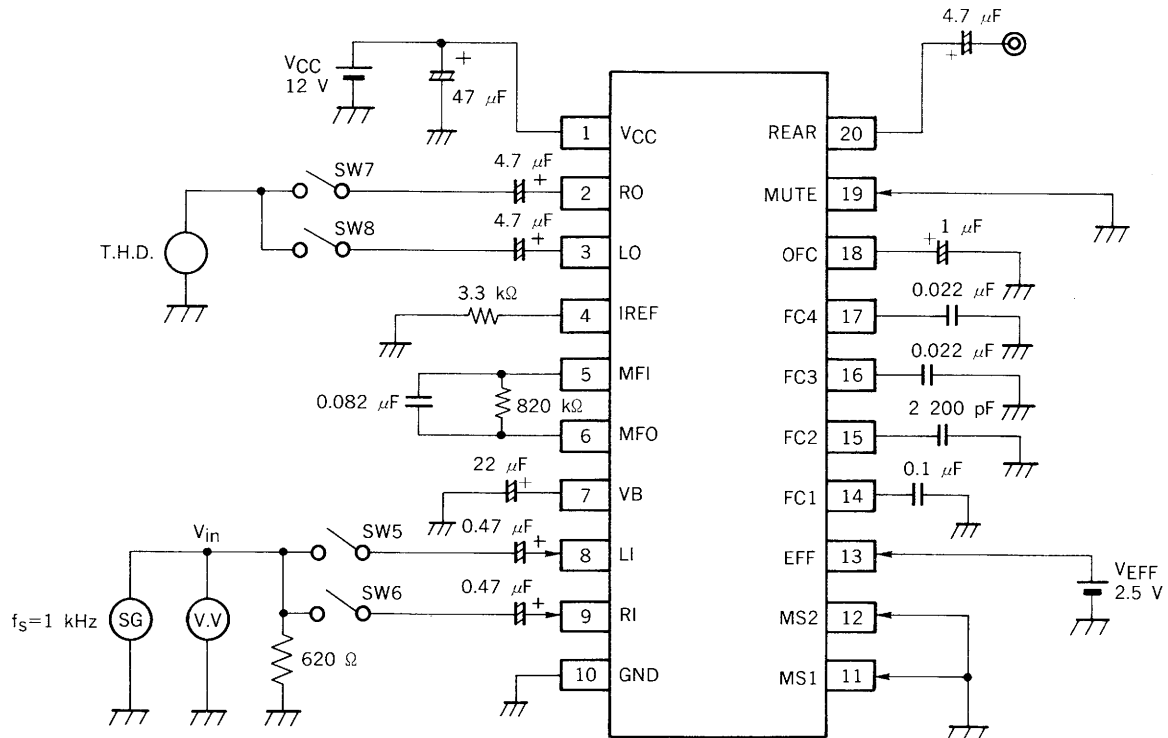 4.7 μF
+
VCC
12 V
+
47 μF
1 VCC
REAR 20
4.7 μF
+
SW7
2 RO
MUTE 19
4.7 μF
+
SW8
3 LO
OFC 18
+
1 μF
T.H.D.
3.3 kΩ
4 IREF
FC4 17
0.022 μF
5 MFI
FC3 16
0.022 μF
0.082 μF
820 kΩ
6 MFO
FC2 15
2 200 pF
22 μF
+
7 VB
FC1 14
0.1 μF
Vin
SW5
0.47 μF
+
8 LI
EFF 13
VEFF
2.5 V
fS=1 kHz
SG
V.V
SW6
0.47 μF
+
9 RI
MS2 12
620 Ω
10 GND
MS1 11